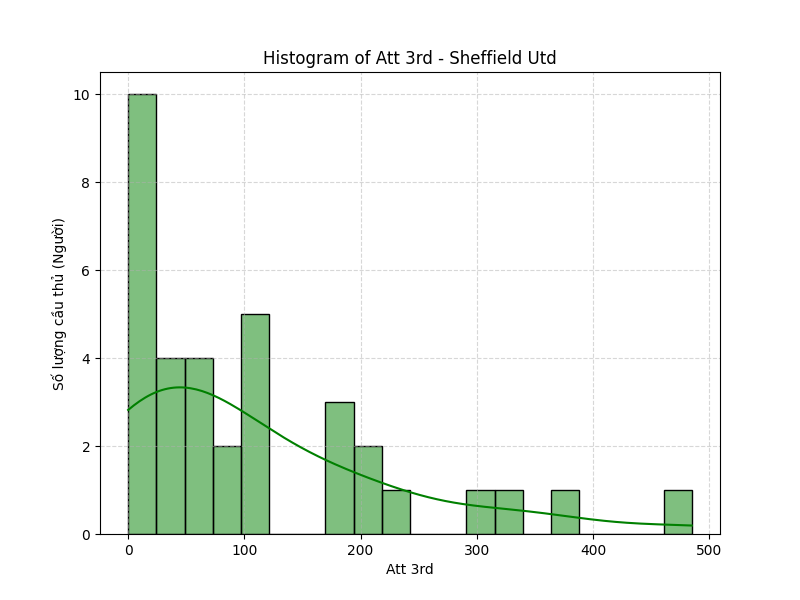 Histogram of Att 3rd - Sheffield Utd
Số lượng cầu thủ (Người)
10
8
6
4
2
0
0 100 200 300 400 500
Att 3rd